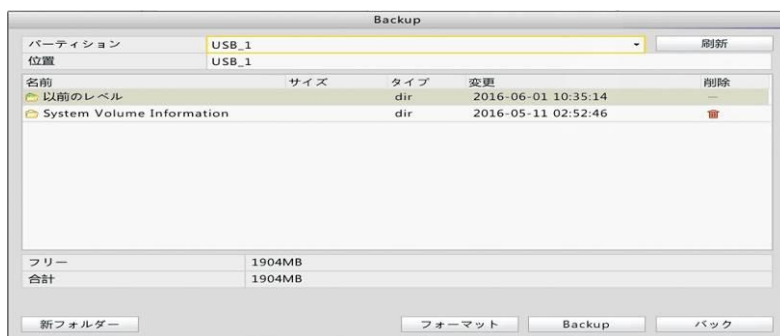 Backup
パーティション USB_1 刷新
位置 USB_1
名前 サイズ タイプ 変更 削除
以前のレベル dir 2016-06-01 10:35:14 —
System Volume Information dir 2016-05-11 02:52:46
フリー 1904MB
合計 1904MB
新フォルダー フォーマット Backup バック